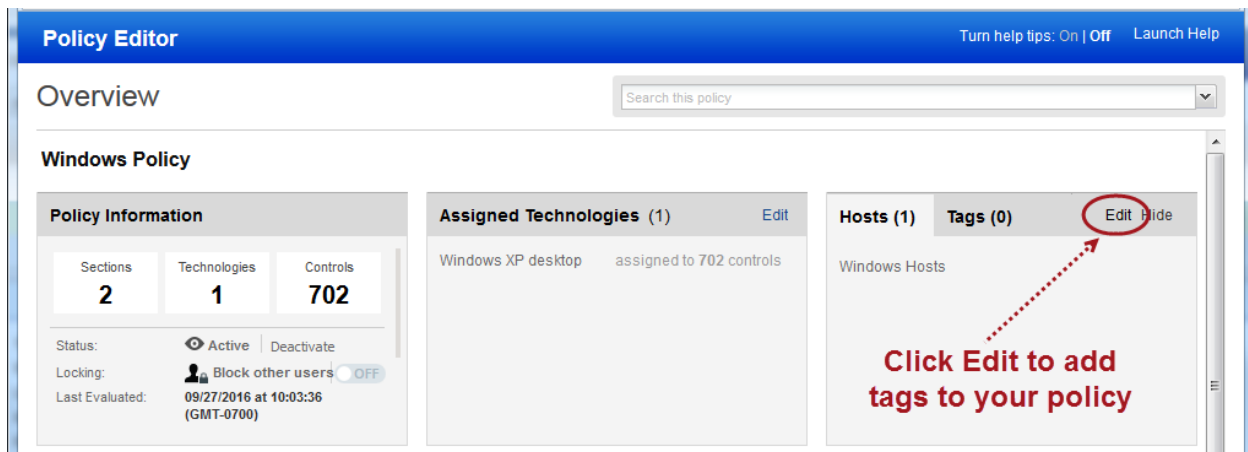 Policy Editor
Turn help tips: On | Off Launch Help
Overview
Search this policy
Windows Policy
Policy Information
Sections Technologies Controls
2 1 702
Status: Active Deactivate
Locking: Block other users OFF
Last Evaluated: 09/27/2016 at 10:03:36
(GMT-0700)
Assigned Technologies (1) Edit
Windows XP desktop assigned to 702 controls
Hosts (1) Tags (0) Edit Hide
Windows Hosts
Click Edit to add
tags to your policy